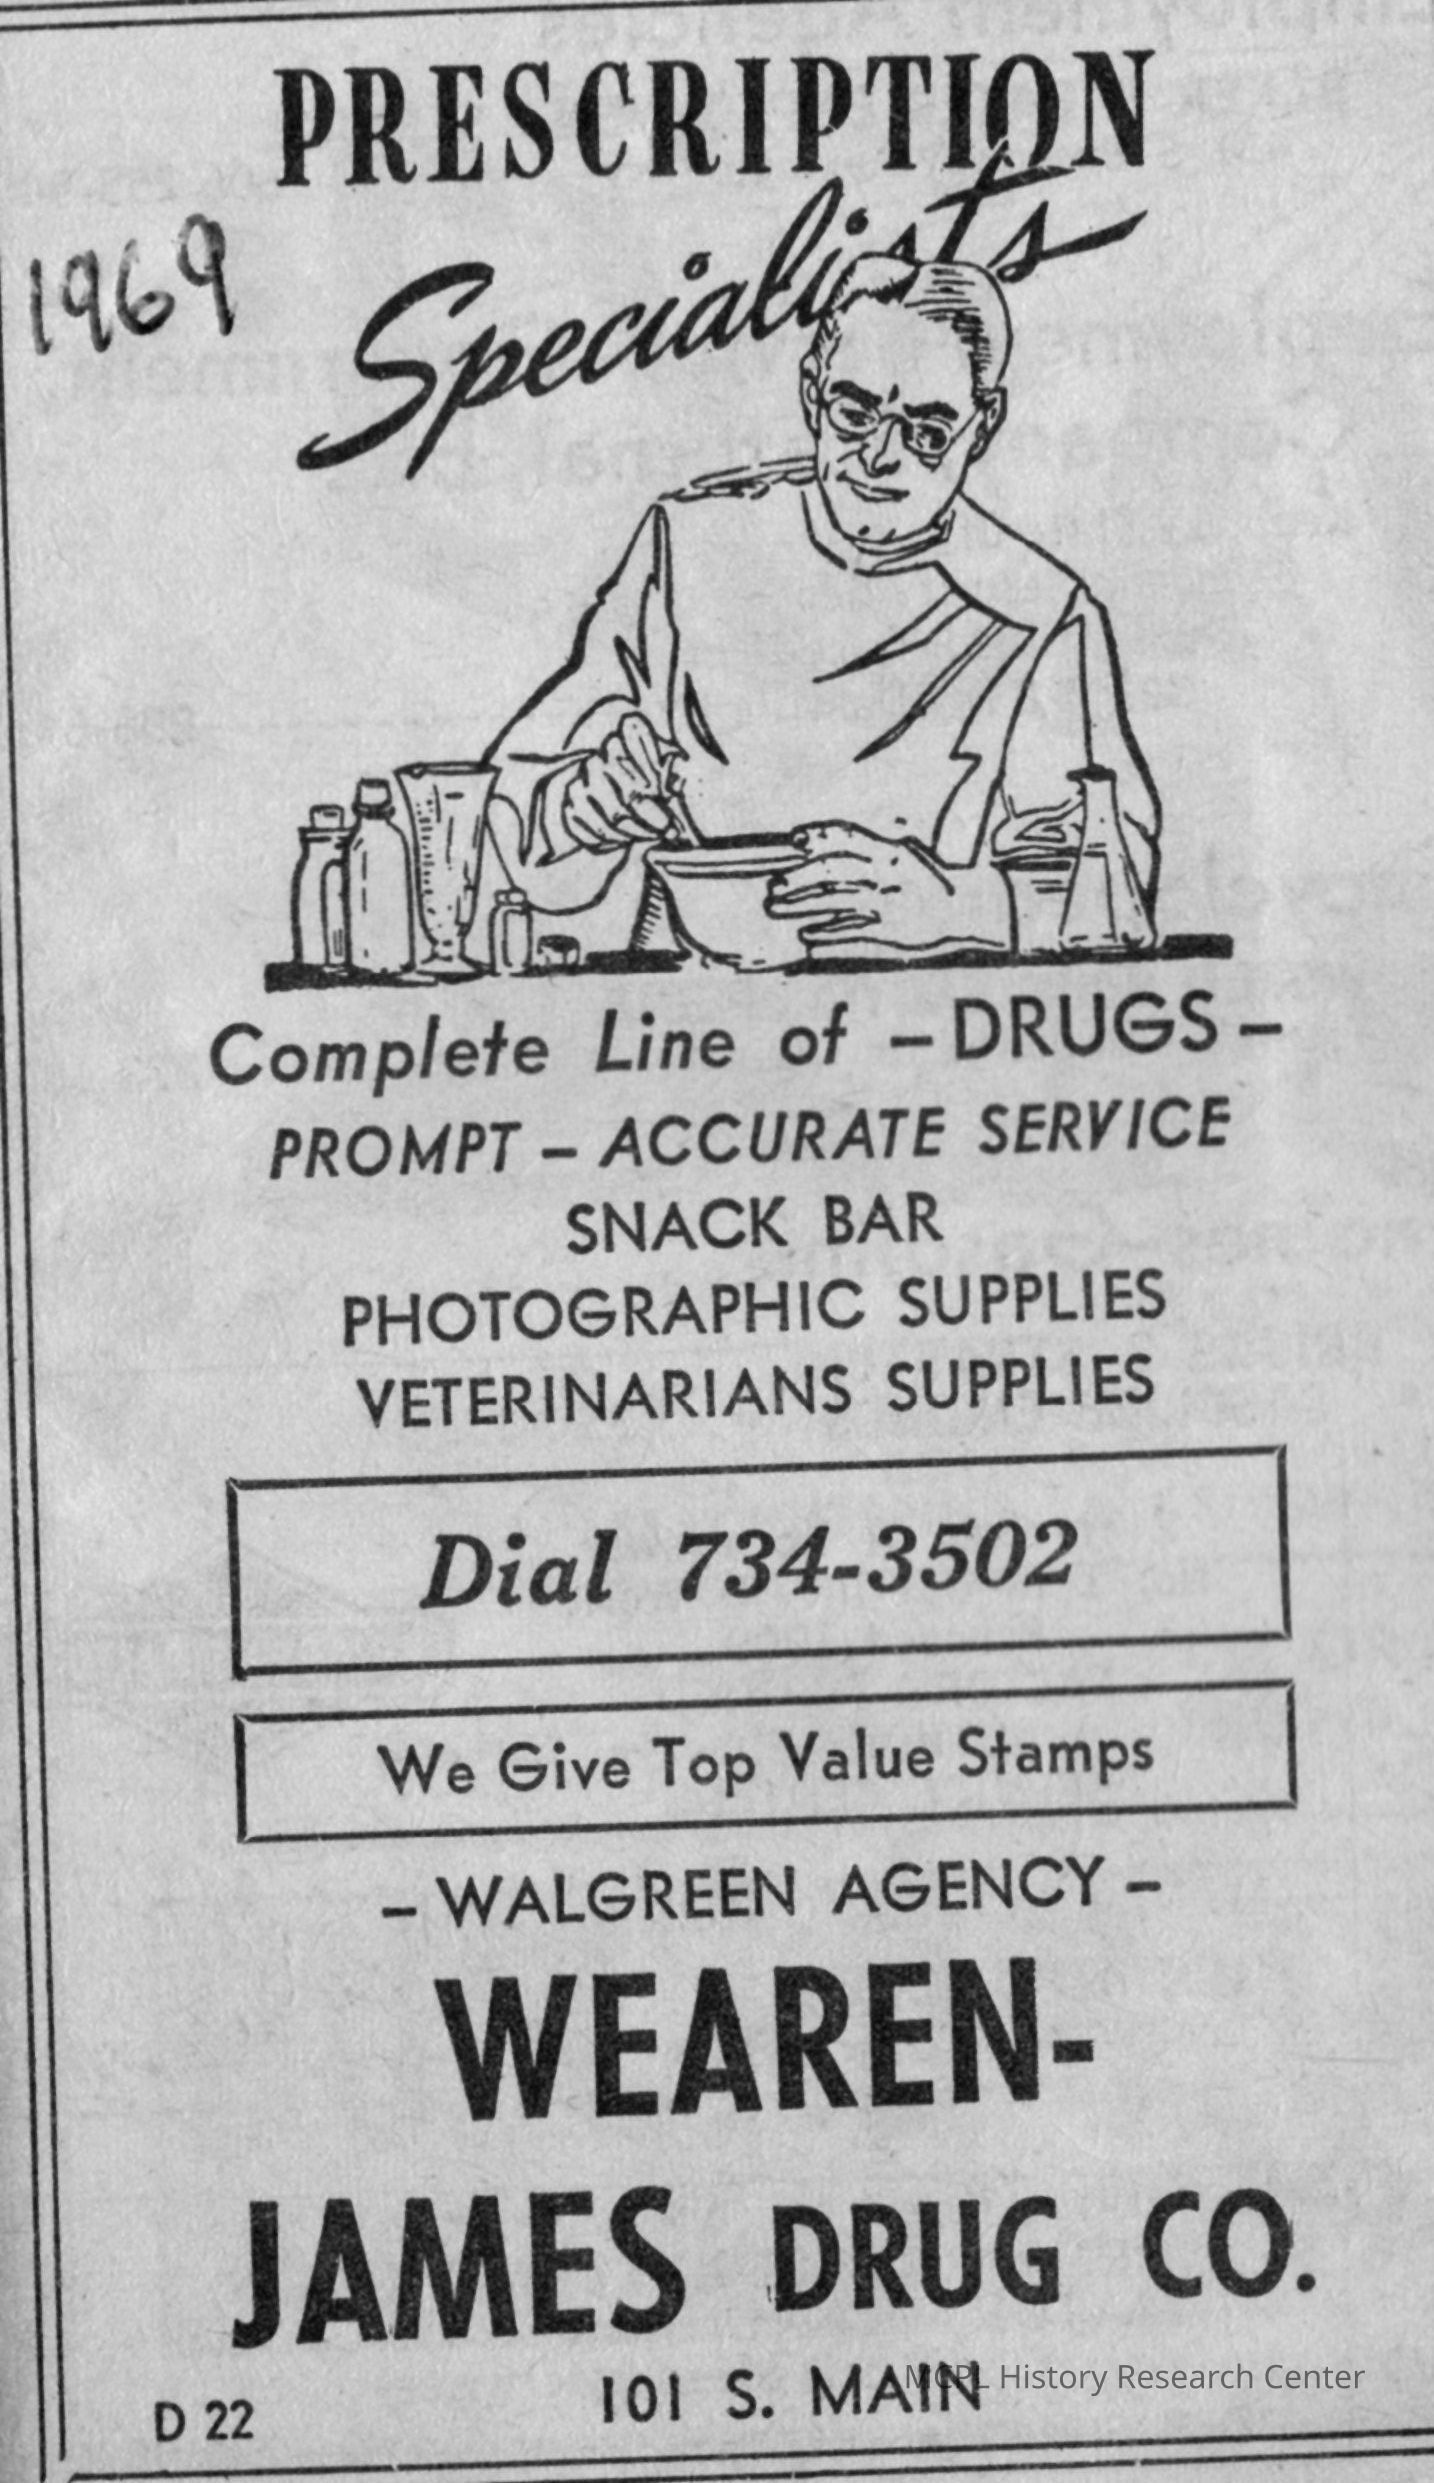 PRESCRIPTION
1969
Specialists
Complete Line of – DRUGS –
PROMPT – ACCURATE SERVICE
SNACK BAR
PHOTOGRAPHIC SUPPLIES
VETERINARIANS SUPPLIES
Dial 734-3502
We Give Top Value Stamps
– WALGREEN AGENCY –
WEAREN-
JAMES DRUG CO.
101 S. MAIN
MCPL History Research Center
D 22